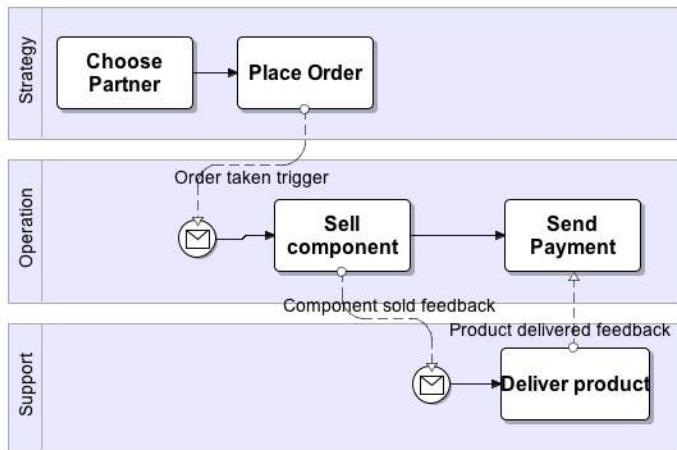 Strategy
Choose
Partner
Place Order
Order taken trigger
Operation
Sell
component
Send
Payment
Component sold feedback
Product delivered feedback
Support
Deliver product